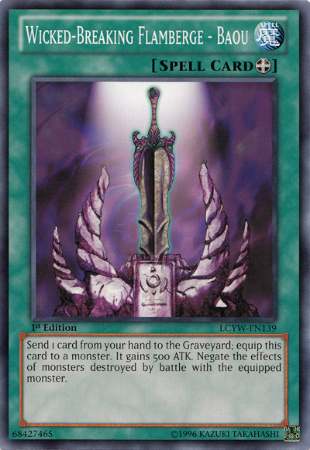 Wicked-Breaking Flamberge - Baou
SPELL
魔
[Spell Card]
1st Edition
LCYW-EN139
Send 1 card from your hand to the Graveyard; equip
this card to a monster. It gains 500 ATK. Negate the effects
of monsters destroyed by battle with the equipped
monster.
68427465
©1996 KAZUKI TAKAHASHI